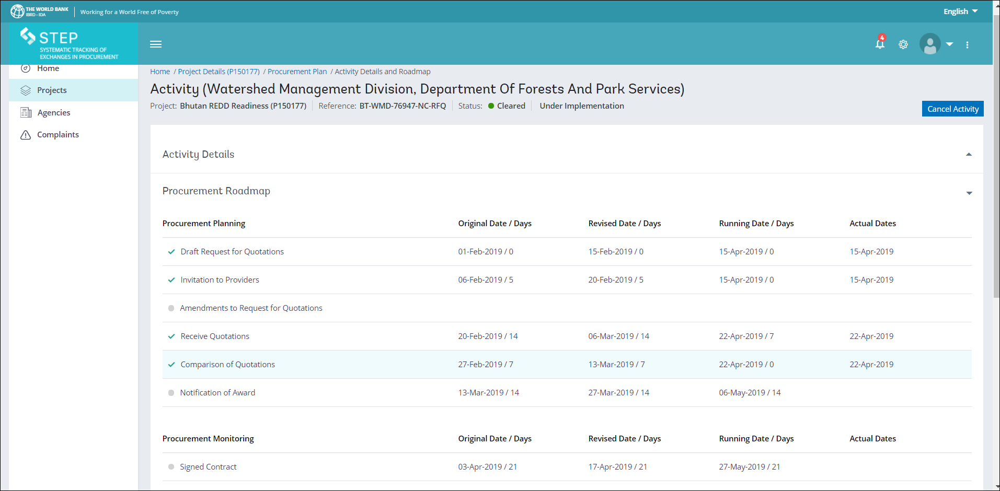 THE WORLD BANK
IBRD - IDA
Working for a World Free of Poverty
English
STEP
SYSTEMATIC TRACKING OF
EXCHANGES IN PROCUREMENT
4
Home
Projects
Agencies
Complaints
Home / Project Details (P150177) / Procurement Plan / Activity Details and Roadmap
Activity (Watershed Management Division, Department Of Forests And Park Services)
Project: Bhutan REDD Readiness (P150177) Reference: BT-WMD-76947-NC-RFQ Status: Cleared Under Implementation
Cancel Activity
Activity Details
Procurement Roadmap
Procurement Planning Original Date / Days Revised Date / Days Running Date / Days Actual Dates
Draft Request for Quotations 01-Feb-2019 / 0 15-Feb-2019 / 0 15-Apr-2019 / 0 15-Apr-2019
Invitation to Providers 06-Feb-2019 / 5 20-Feb-2019 / 5 15-Apr-2019 / 0 15-Apr-2019
Amendments to Request for Quotations
Receive Quotations 20-Feb-2019 / 14 06-Mar-2019 / 14 22-Apr-2019 / 7 22-Apr-2019
Comparison of Quotations 27-Feb-2019 / 7 13-Mar-2019 / 7 22-Apr-2019 / 0 22-Apr-2019
Notification of Award 13-Mar-2019 / 14 27-Mar-2019 / 14 06-May-2019 / 14
Procurement Monitoring Original Date / Days Revised Date / Days Running Date / Days Actual Dates
Signed Contract 03-Apr-2019 / 21 17-Apr-2019 / 21 27-May-2019 / 21